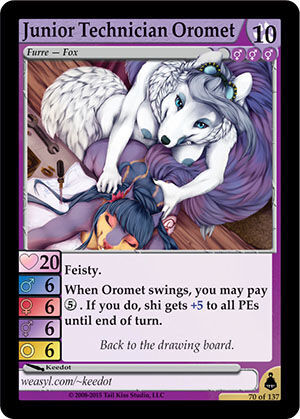 Junior Technician Oromet 10
Furre — Fox
20
6
6
6
6
Feisty.
When Oromet swings, you may pay
5. If you do, shi gets +5 to all PEs
until end of turn.
Back to the drawing board.
Keedot
weasyl.com/~keedot
© 2008-2015 Tail Kiss Studio, LLC
70 of 137